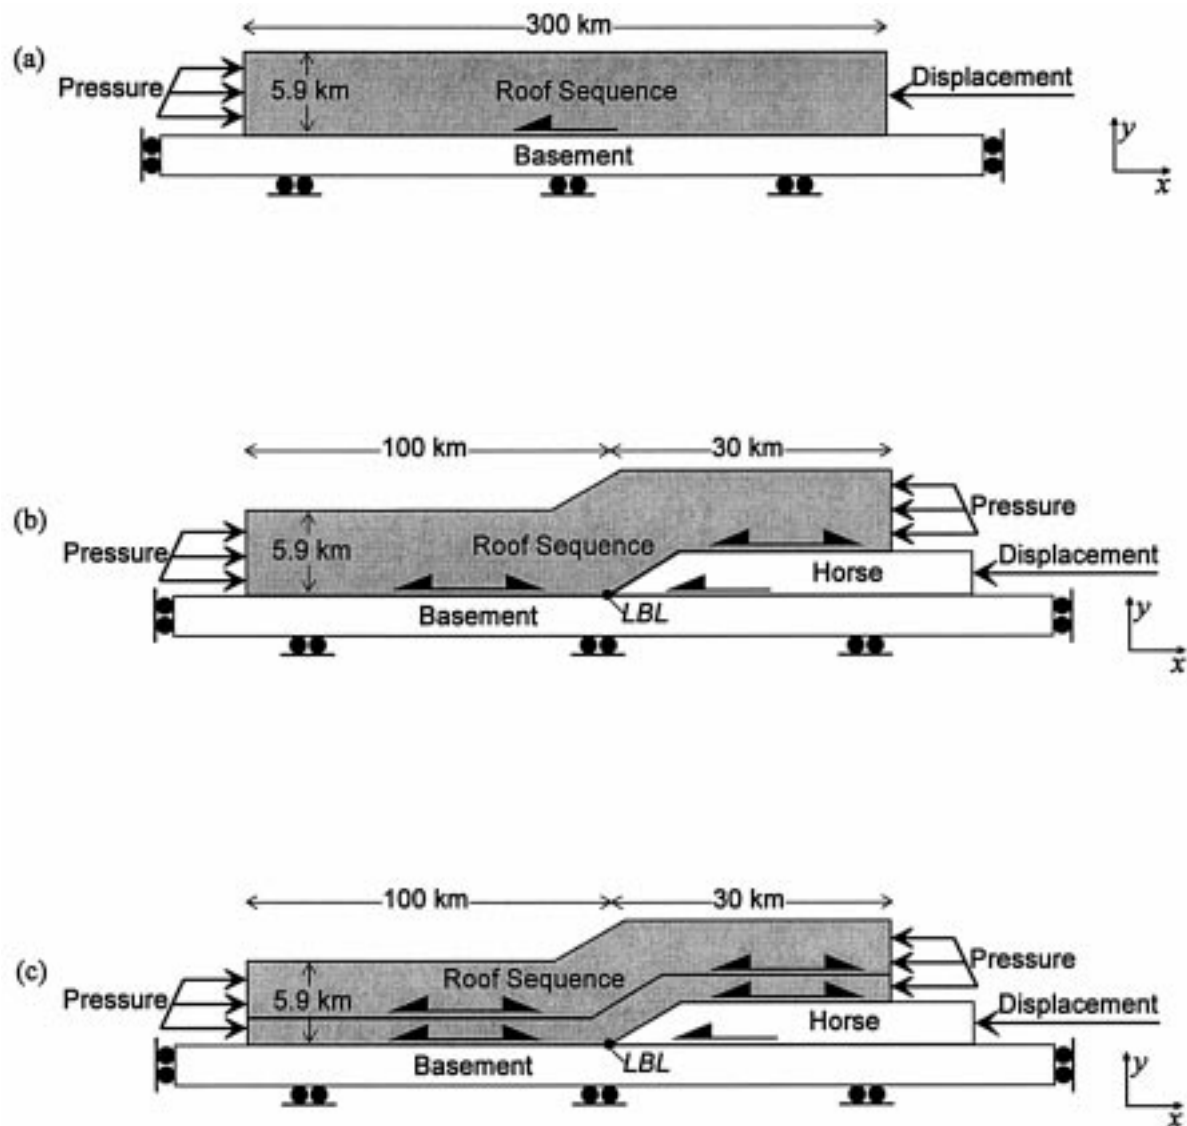 300 km
(a)
Pressure
5.9 km
Roof Sequence
Displacement
Basement
y
x
100 km
30 km
(b)
Pressure
5.9 km
Roof Sequence
Pressure
Displacement
Horse
Basement
LBL
y
x
100 km
30 km
(c)
Pressure
5.9 km
Roof Sequence
Pressure
Displacement
Horse
Basement
LBL
y
x